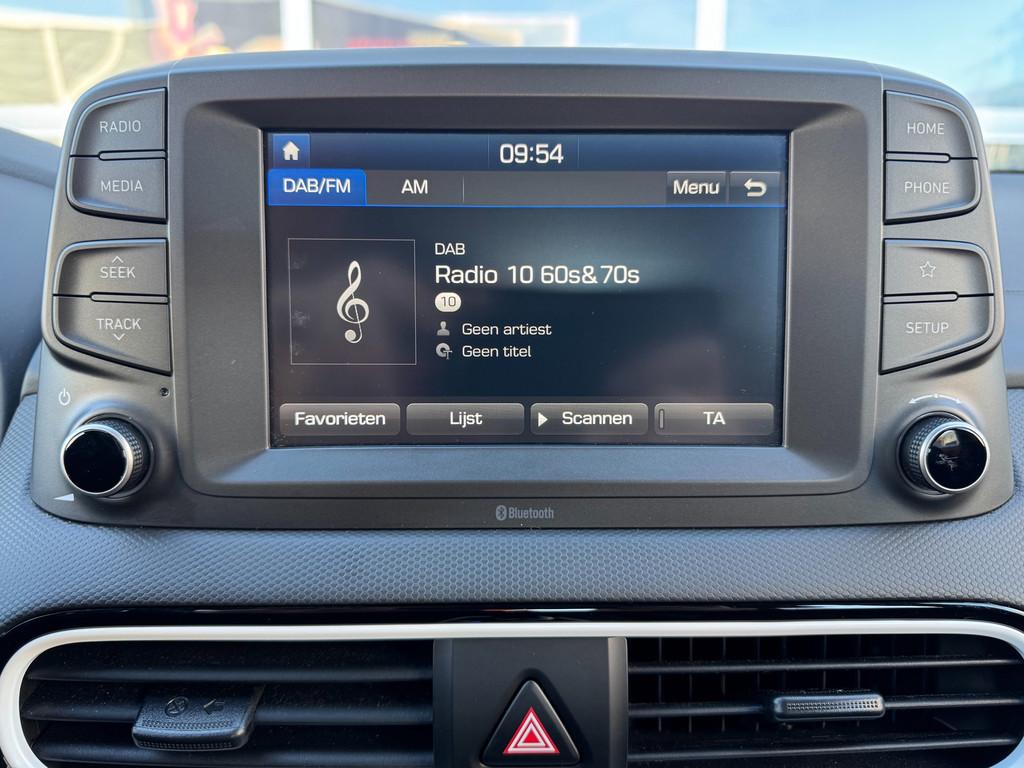 RADIO
MEDIA
SEEK
TRACK
09:54
DAB/FM
AM
Menu
DAB
Radio 10 60s&70s
10
Geen artiest
Geen titel
Favorieten
Lijst
Scannen
TA
HOME
PHONE
SETUP
Bluetooth